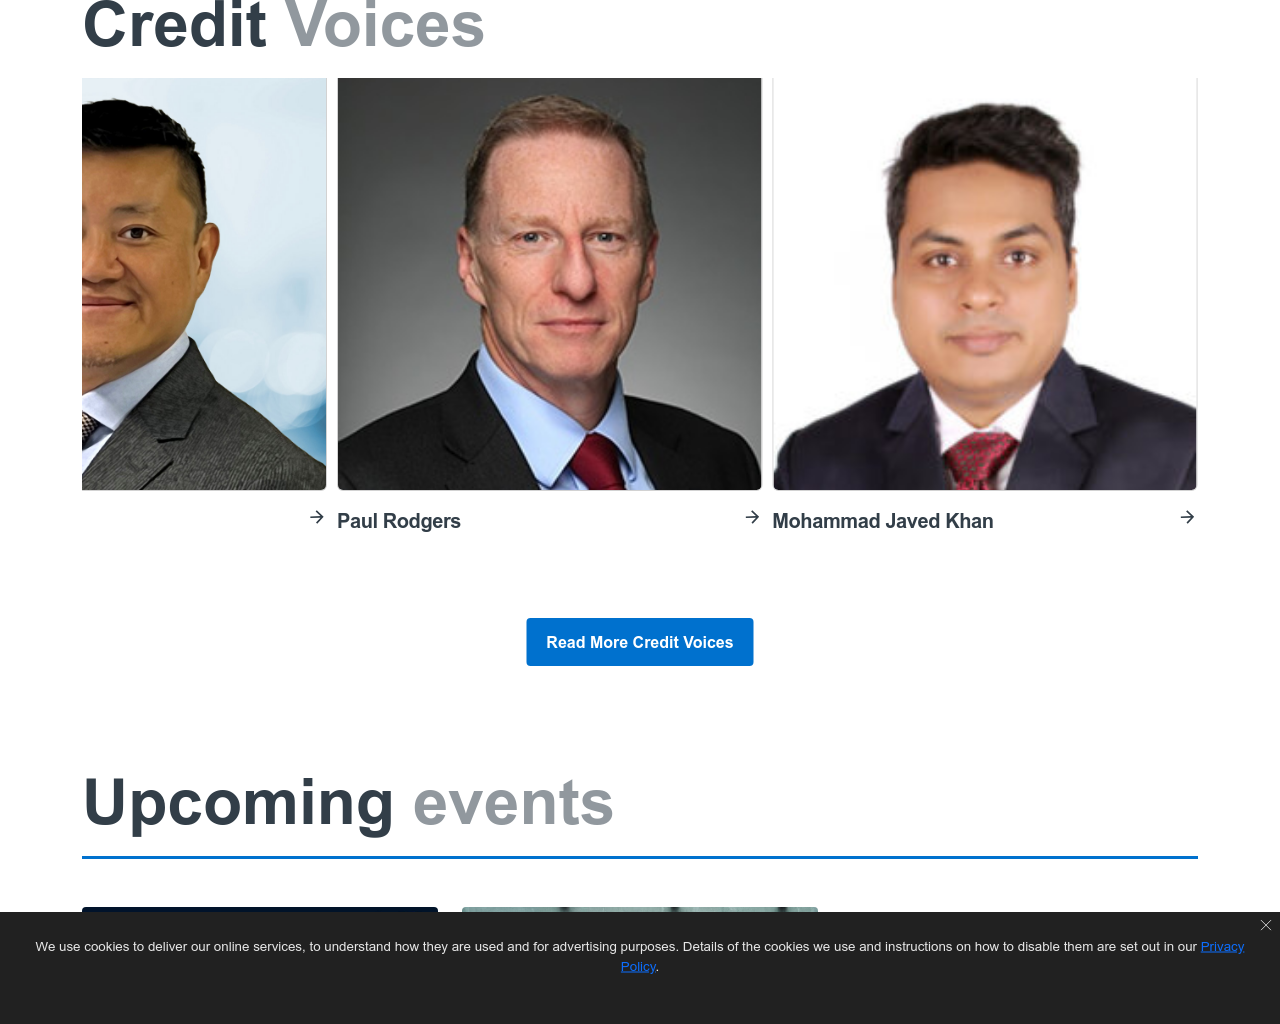 Credit Voices
Paul Rodgers
Mohammad Javed Khan
Read More Credit Voices
Upcoming events
We use cookies to deliver our online services, to understand how they are used and for advertising purposes. Details of the cookies we use and instructions on how to disable them are set out in our Privacy
Policy.